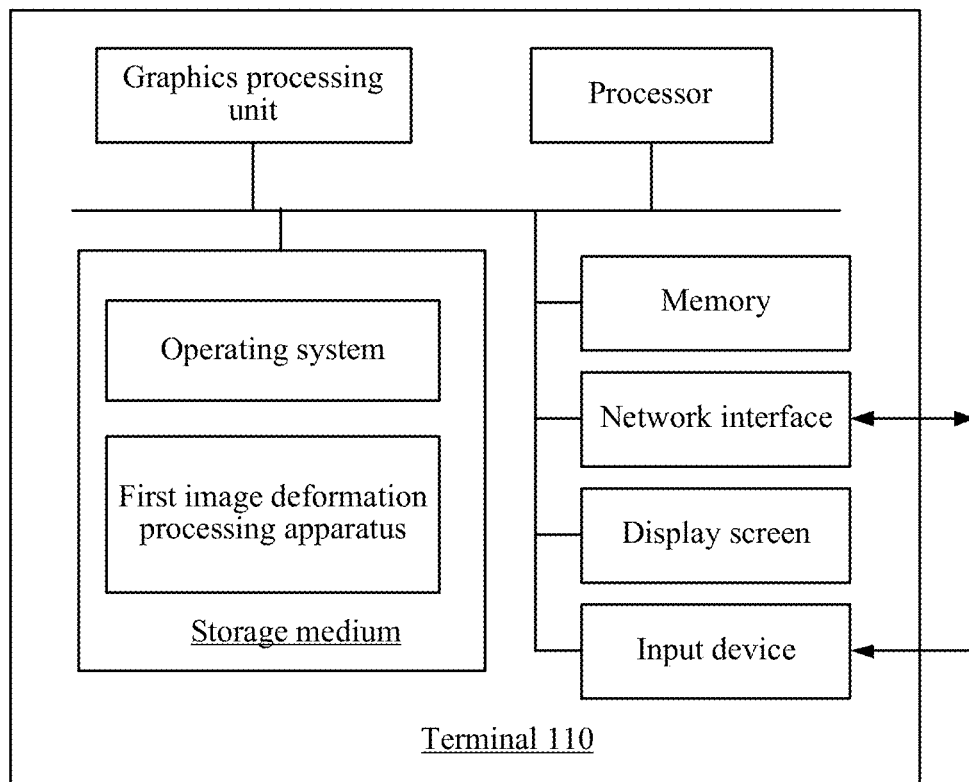 Graphics processing
unit
Processor
Operating system
First image deformation
processing apparatus
Storage medium
Memory
Network interface
Display screen
Input device
Terminal 110